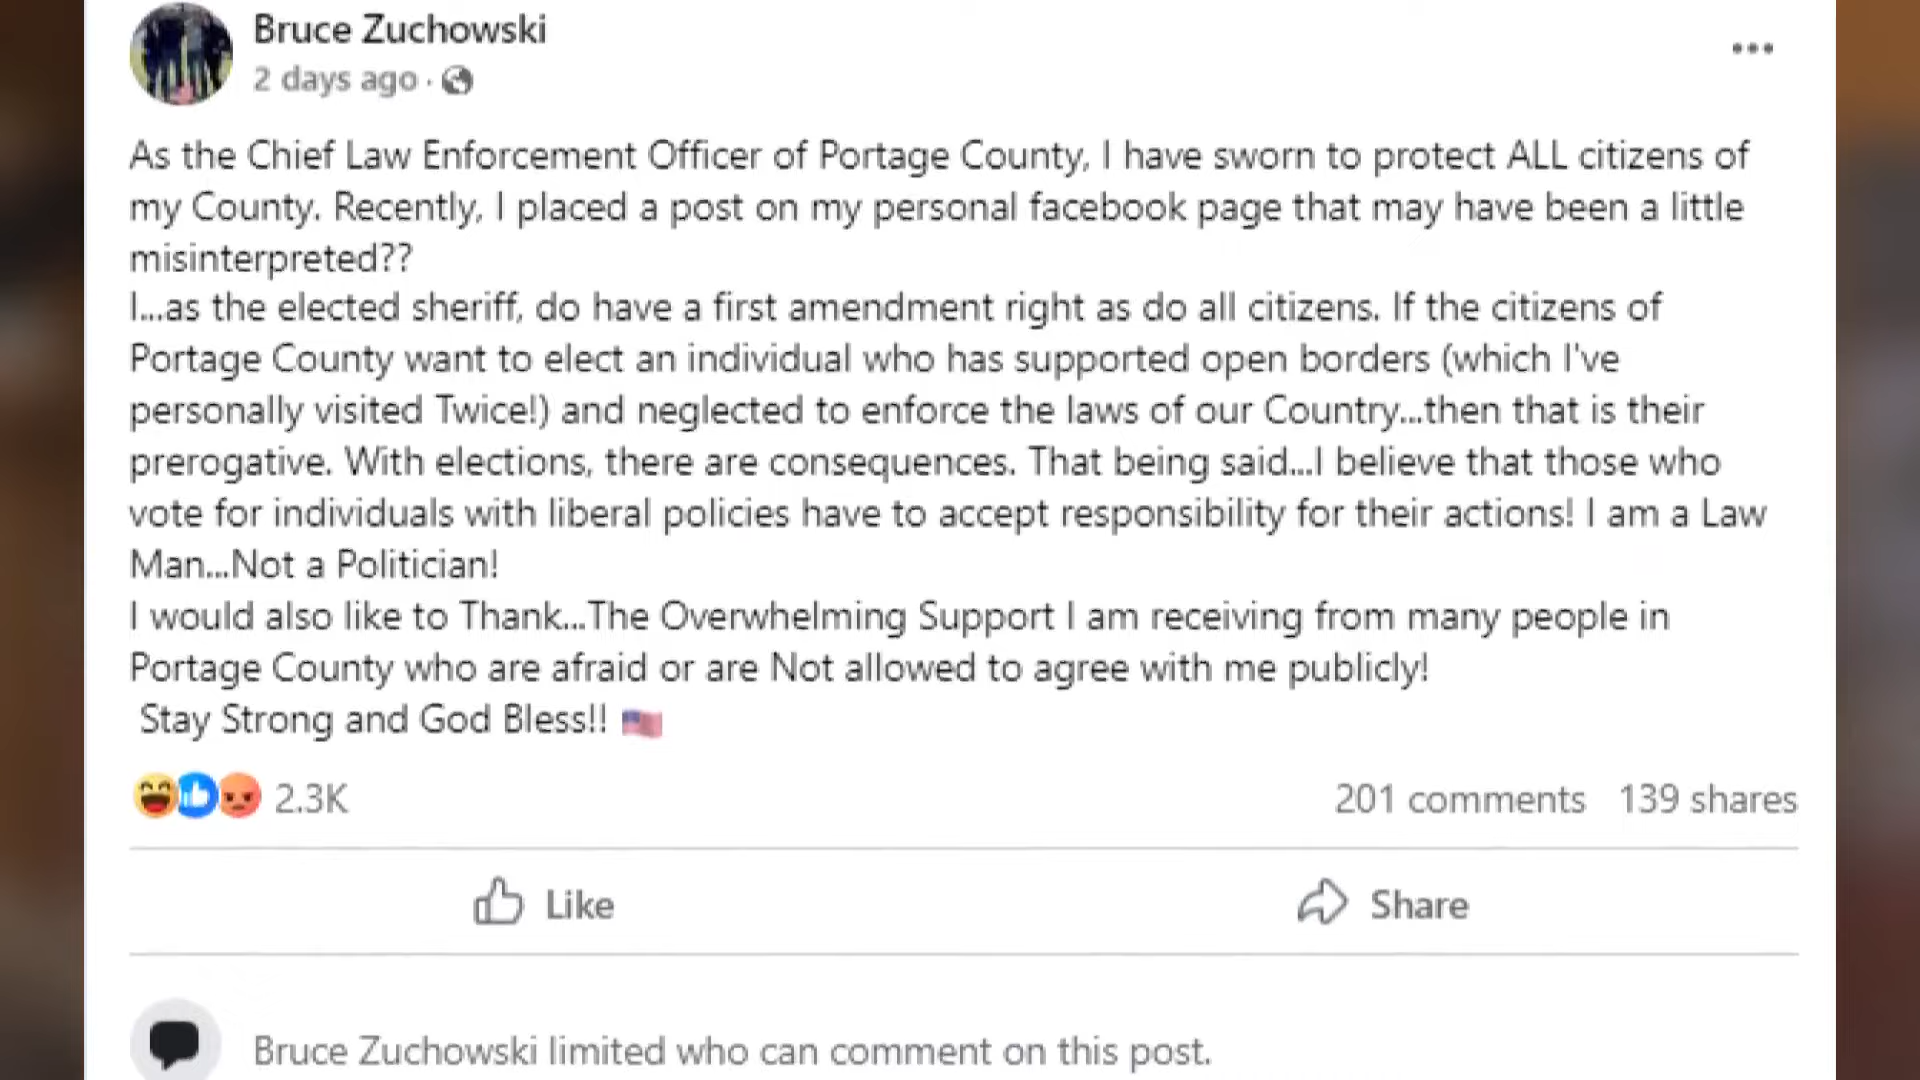 Bruce Zuchowski
2 days ago ·
As the Chief Law Enforcement Officer of Portage County, I have sworn to protect ALL citizens of
my County. Recently, I placed a post on my personal facebook page that may have been a little
misinterpreted??
I...as the elected sheriff, do have a first amendment right as do all citizens. If the citizens of
Portage County want to elect an individual who has supported open borders (which I've
personally visited Twice!) and neglected to enforce the laws of our Country...then that is their
prerogative. With elections, there are consequences. That being said...I believe that those who
vote for individuals with liberal policies have to accept responsibility for their actions! I am a Law
Man...Not a Politician!
I would also like to Thank...The Overwhelming Support I am receiving from many people in
Portage County who are afraid or are Not allowed to agree with me publicly!
Stay Strong and God Bless!! 🇺🇸
2.3K 201 comments 139 shares
Like Share
Bruce Zuchowski limited who can comment on this post.